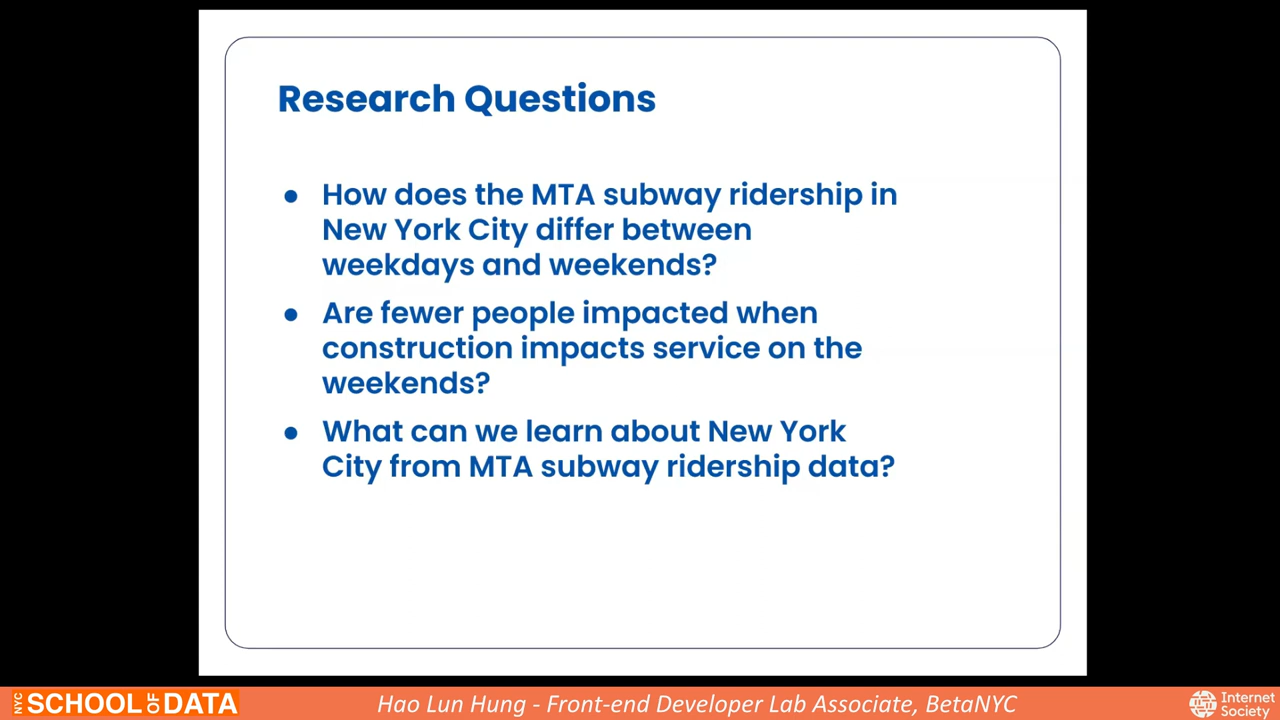 Research Questions
● How does the MTA subway ridership in
New York City differ between
weekdays and weekends?
● Are fewer people impacted when
construction impacts service on the
weekends?
● What can we learn about New York
City from MTA subway ridership data?
NYC SCHOOL OF DATA
Hao Lun Hung - Front-end Developer Lab Associate, BetaNYC
Internet
Society